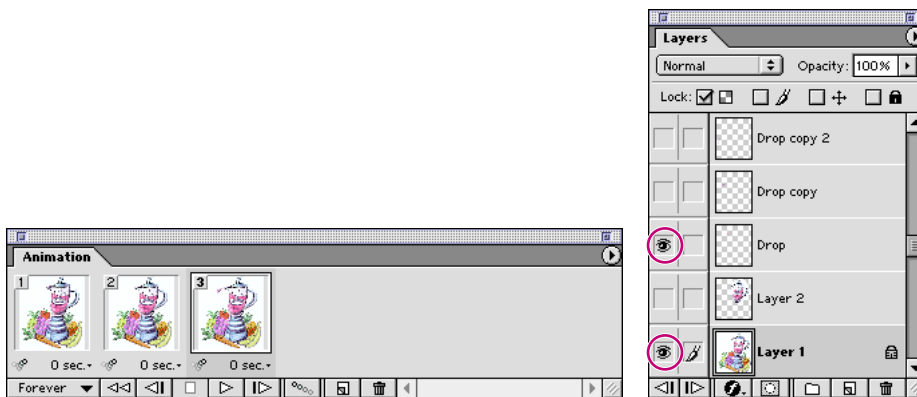 Layers
Normal Opacity: 100%
Lock:
Drop copy 2
Drop copy
Drop
Layer 2
Layer 1
Animation
1 2 3
0 sec. 0 sec. 0 sec.
Forever